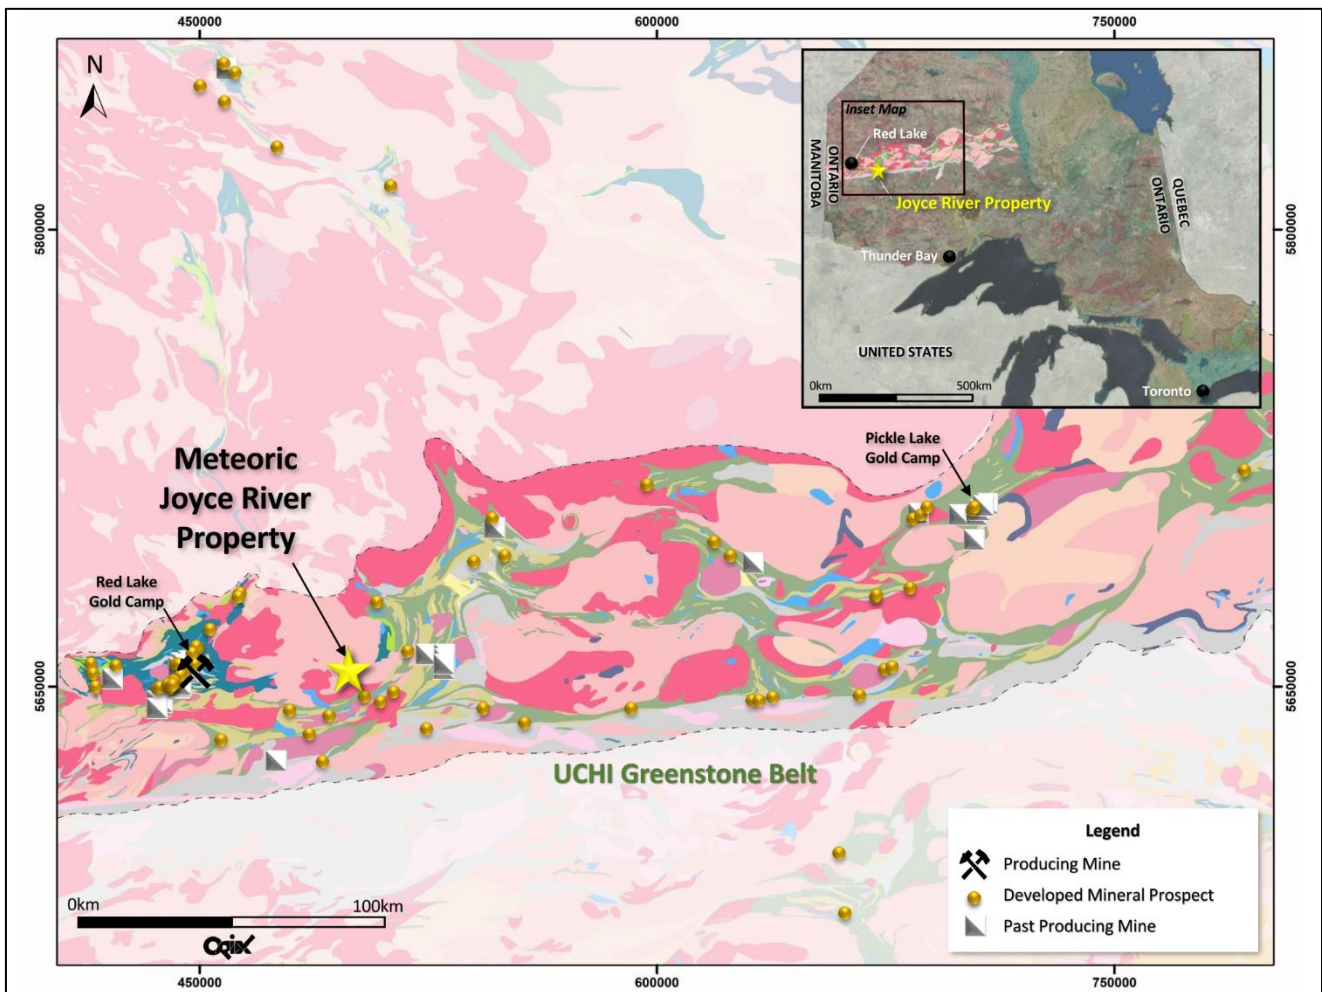 450000
600000
750000
N
5800000
5800000
Inset Map
Red Lake
ONTARIO
MANITOBA
Joyce River Property
QUEBEC
ONTARIO
Thunder Bay
UNITED STATES
0km
500km
Toronto
Meteoric
Joyce River
Property
Pickle Lake
Gold Camp
Red Lake
Gold Camp
5650000
5650000
UCHI Greenstone Belt
Legend
Producing Mine
Developed Mineral Prospect
Past Producing Mine
0km
100km
450000
600000
750000